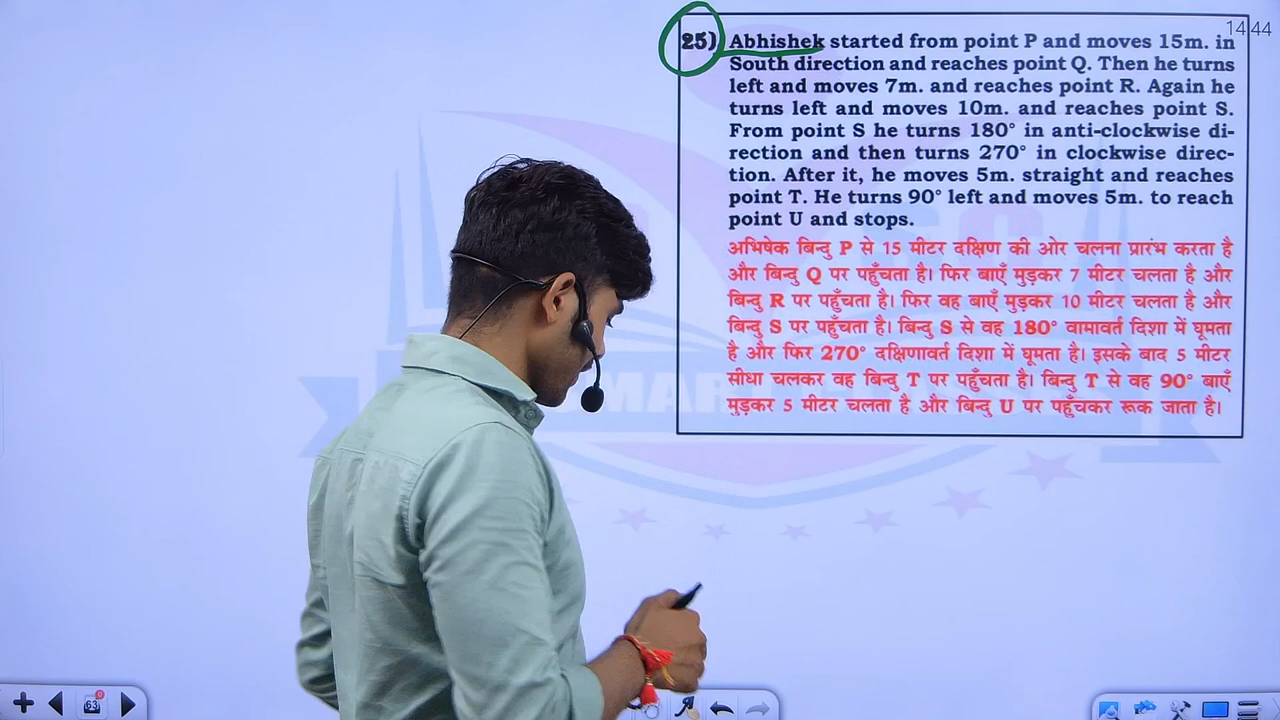 14 44
25) Abhishek started from point P and moves 15m. in
South direction and reaches point Q. Then he turns
left and moves 7m. and reaches point R. Again he
turns left and moves 10m. and reaches point S.
From point S he turns 180° in anti-clockwise di-
rection and then turns 270° in clockwise direc-
tion. After it, he moves 5m. straight and reaches
point T. He turns 90° left and moves 5m. to reach
point U and stops.
अभिषेक बिन्दु P से 15 मीटर दक्षिण की ओर चलना प्रारंभ करता है
और बिन्दु Q पर पहुँचता है। फिर बाएँ मुड़कर 7 मीटर चलता है और
बिन्दु R पर पहुँचता है। फिर वह बाएँ मुड़कर 10 मीटर चलता है और
बिन्दु S पर पहुँचता है। बिन्दु S से वह 180° वामावर्त दिशा में घूमता
है और फिर 270° दक्षिणावर्त दिशा में घूमता है। इसके बाद 5 मीटर
सीधा चलकर वह बिन्दु T पर पहुँचता है। बिन्दु T से वह 90° बाएँ
मुड़कर 5 मीटर चलता है और बिन्दु U पर पहुँचकर रूक जाता है।
63